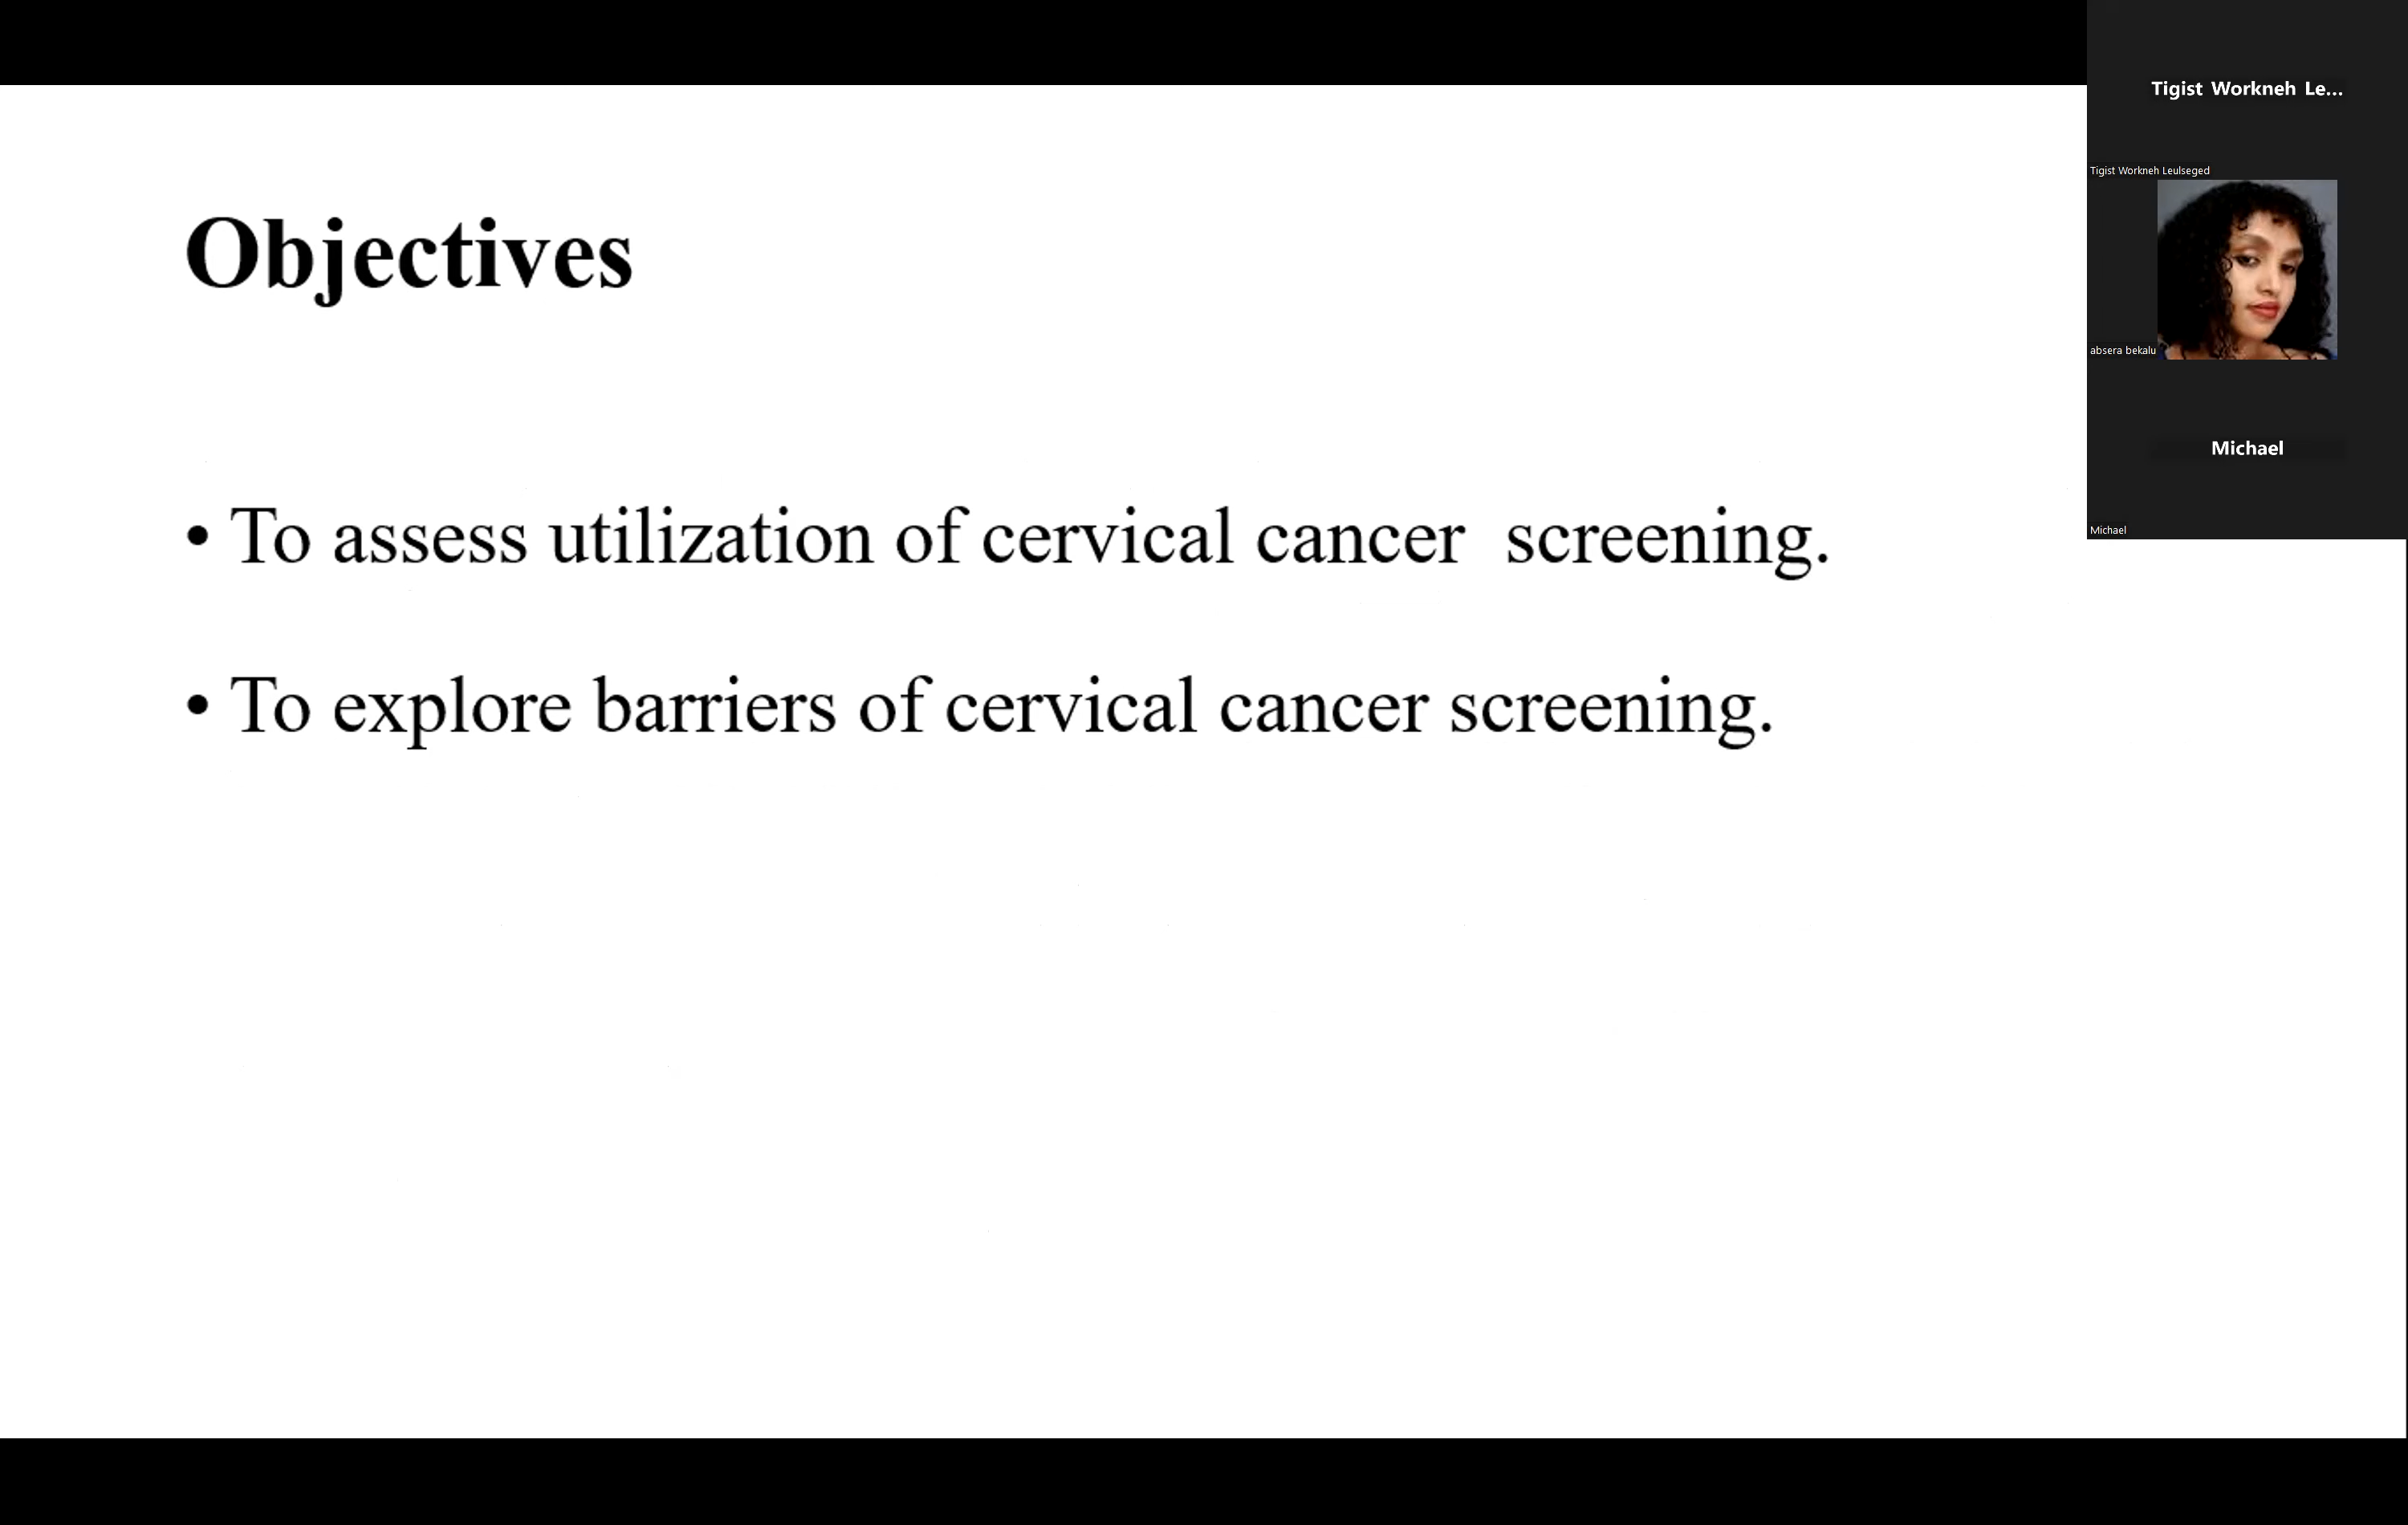 Objectives
• To assess utilization of cervical cancer screening.
• To explore barriers of cervical cancer screening.
Tigist Workneh Le...
Tigist Workneh Leulseged
absera bekalu
Michael
Michael